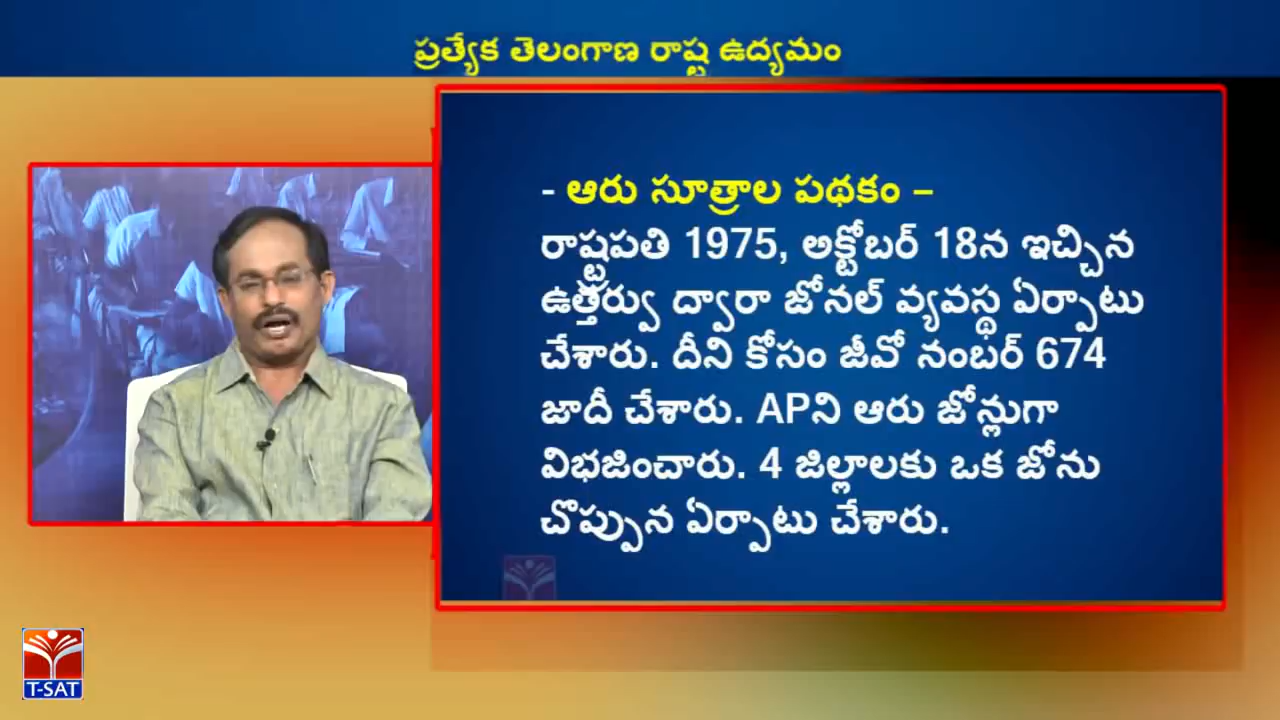 ప్రత్యేక తెలంగాణ రాష్ట ఉద్యమం
- ఆరు సూత్రాల పథకం –
రాష్ట్రపతి 1975, అక్టోబర్ 18న ఇచ్చిన
ఉత్తర్వు ద్వారా జోనల్ వ్యవస్థ ఏర్పాటు
చేశారు. దీని కోసం జీవో నంబర్ 674
జాదీ చేశారు. APని ఆరు జోన్లుగా
విభజించారు. 4 జిల్లాలకు ఒక జోను
చొప్పున ఏర్పాటు చేశారు.
T-SAT